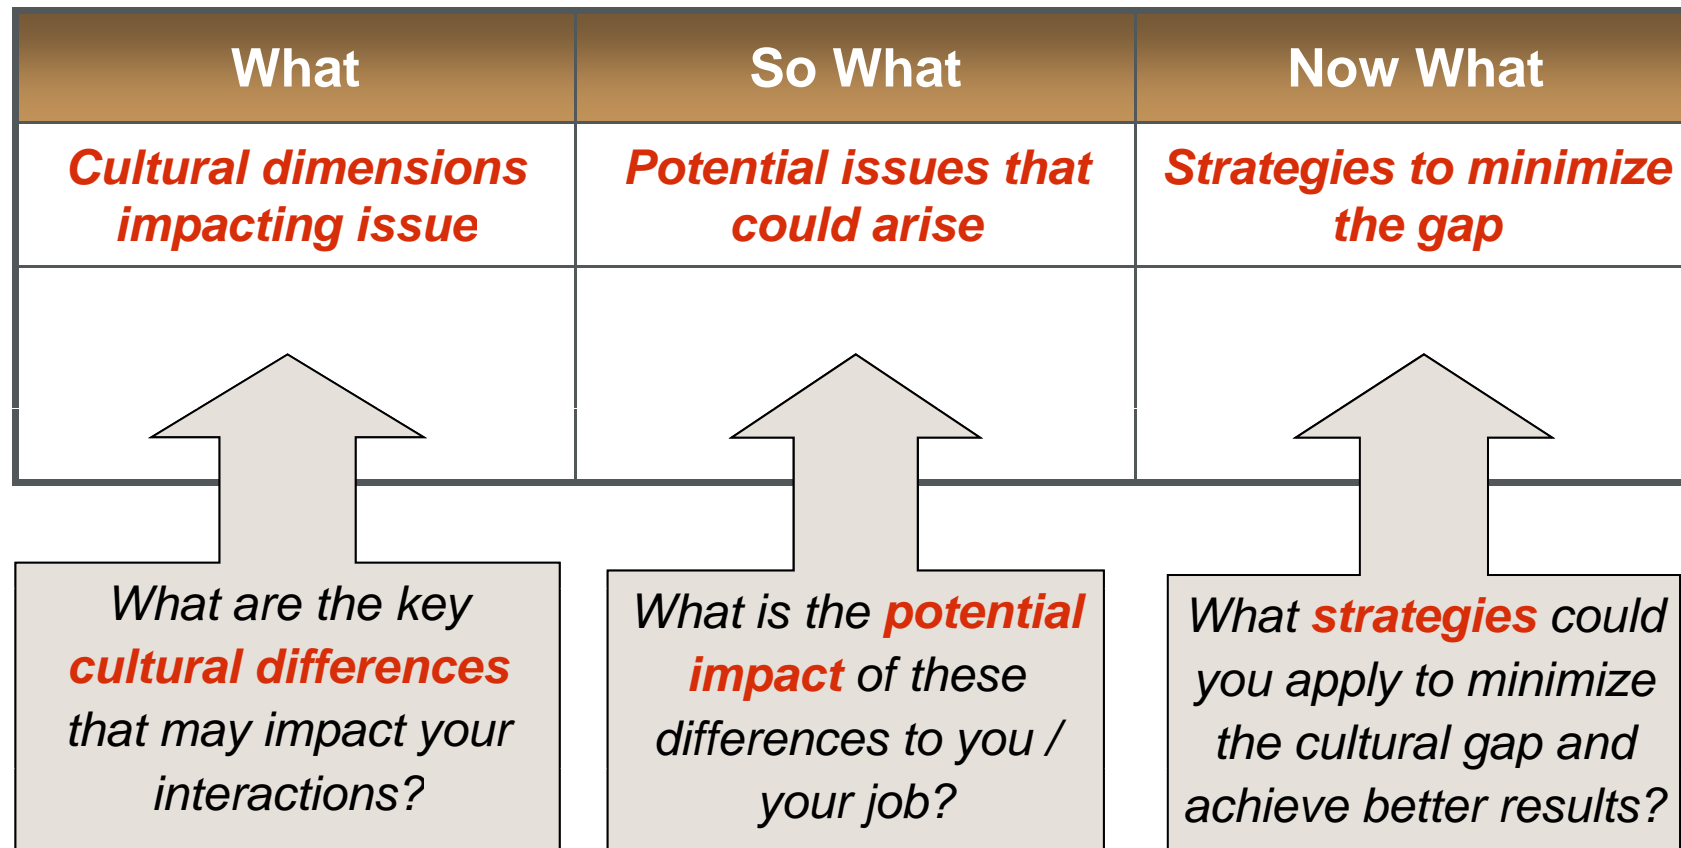 What
So What
Now What
Cultural dimensions
impacting issue
Potential issues that
could arise
Strategies to minimize
the gap
What are the key
cultural differences
that may impact your
interactions?
What is the potential
impact of these
differences to you /
your job?
What strategies could
you apply to minimize
the cultural gap and
achieve better results?